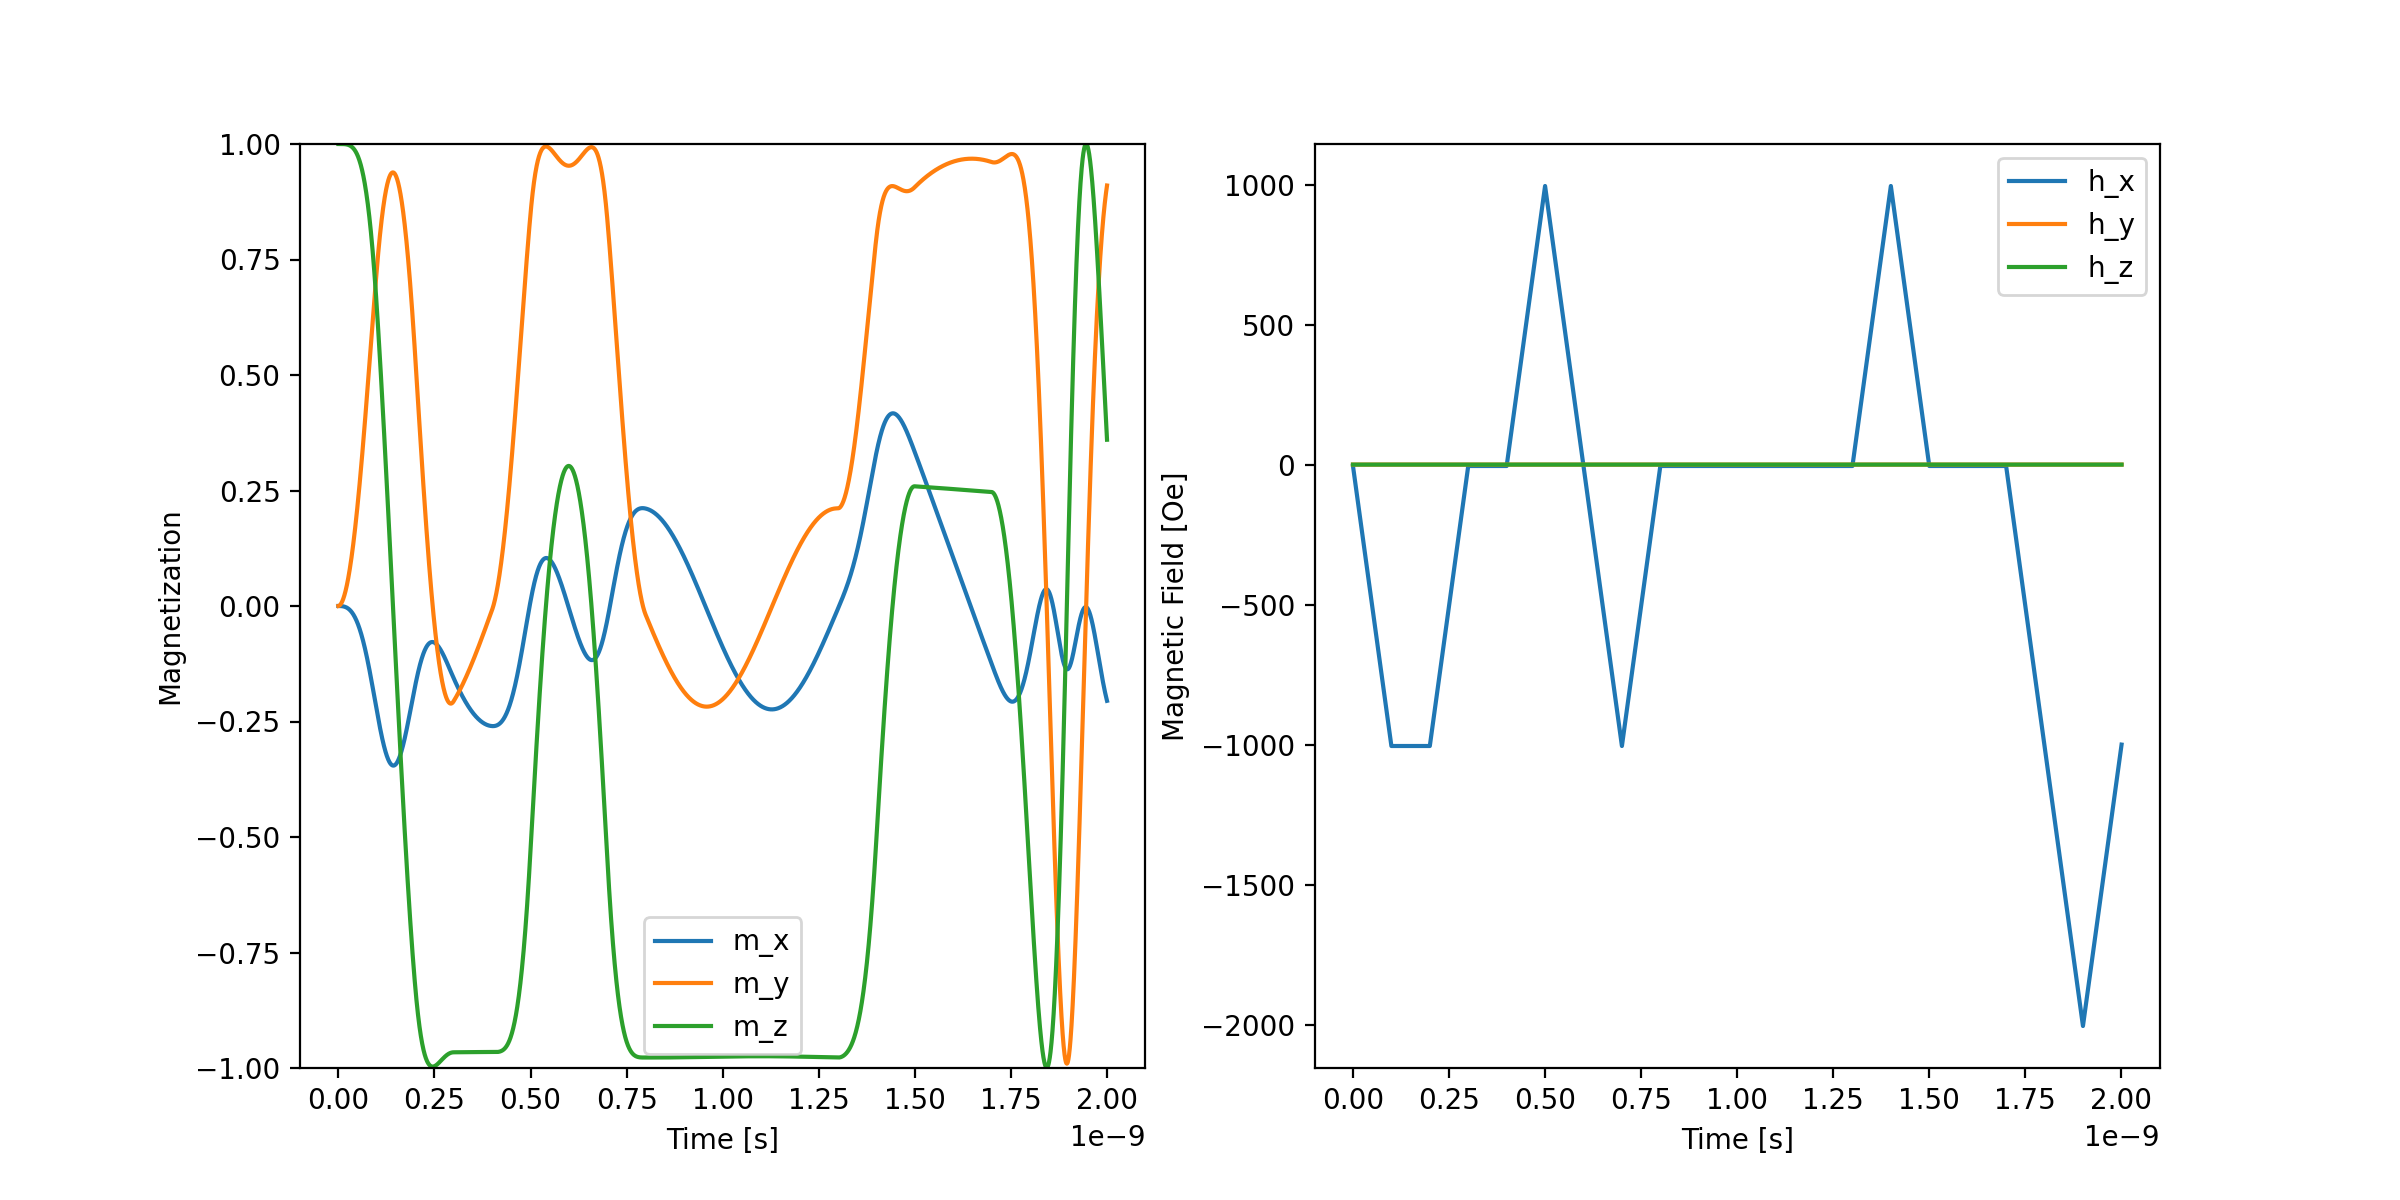 Magnetization
1.00
0.75
0.50
0.25
0.00
−0.25
−0.50
−0.75
−1.00
m_x
m_y
m_z
0.00 0.25 0.50 0.75 1.00 1.25 1.50 1.75 2.00
Time [s]
1e−9
Magnetic Field [Oe]
1000
500
0
−500
−1000
−1500
−2000
h_x
h_y
h_z
0.00 0.25 0.50 0.75 1.00 1.25 1.50 1.75 2.00
Time [s]
1e−9